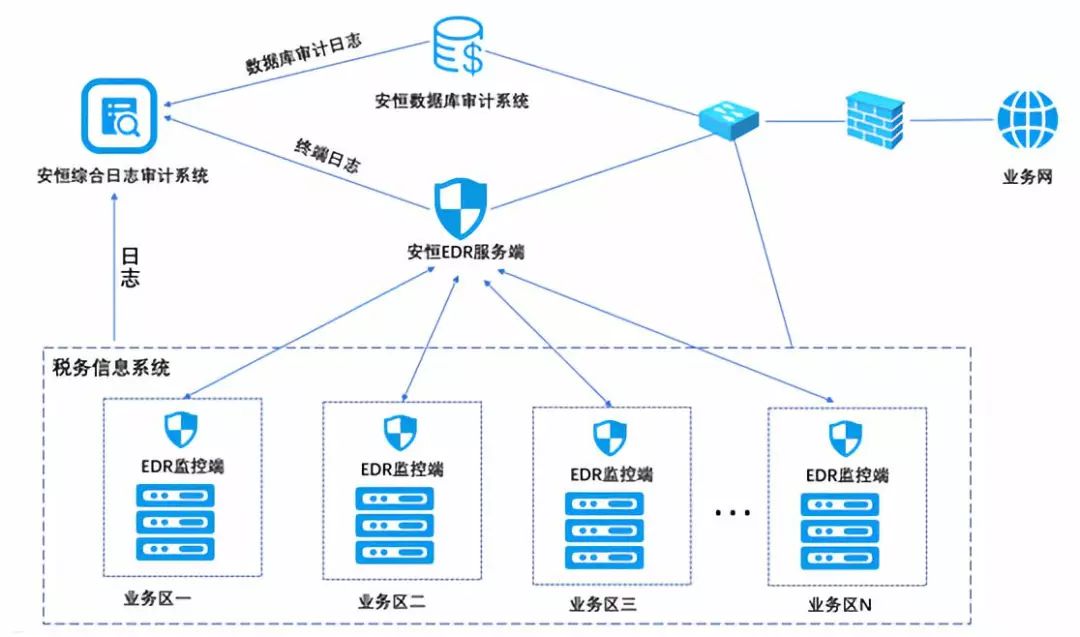 数据库审计日志
安恒数据库审计系统
安恒综合日志审计系统
终端日志
业务网
安恒EDR服务端
日志
税务信息系统
EDR监控端
EDR监控端
EDR监控端
EDR监控端
...
业务区一
业务区二
业务区三
业务区N